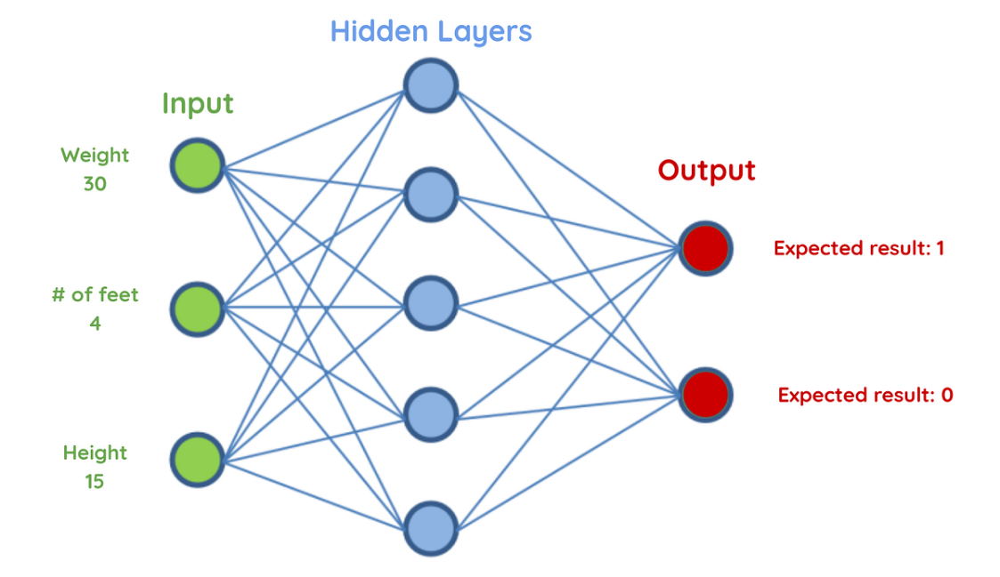 Hidden Layers
Input
Weight
30
# of feet
4
Height
15
Output
Expected result: 1
Expected result: 0